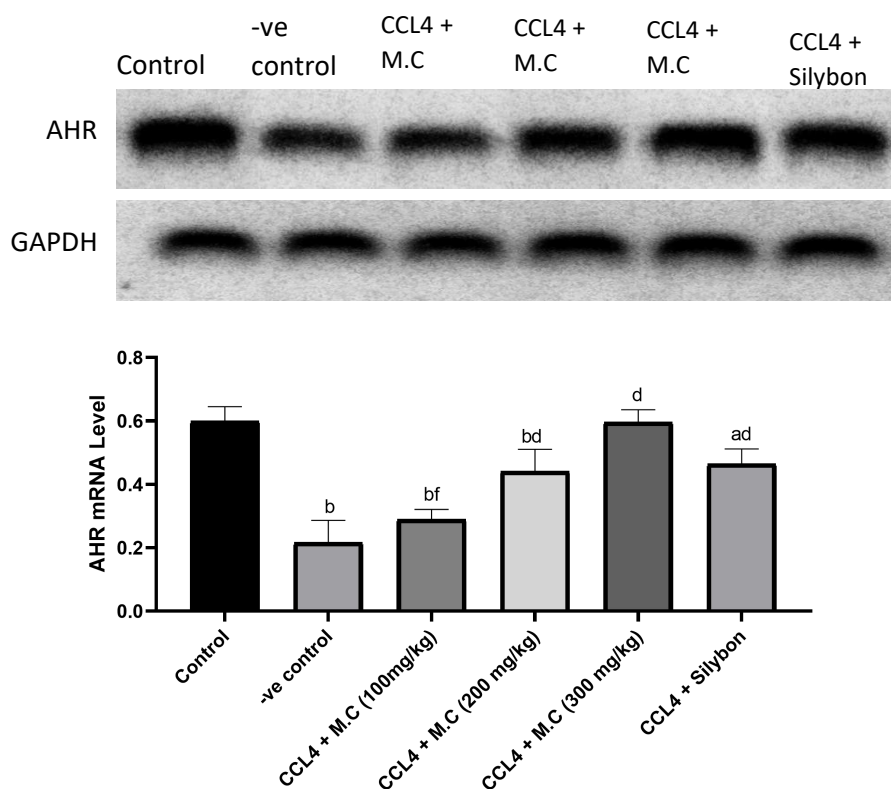 Control
-ve
control
CCL4 +
M.C
CCL4 +
M.C
CCL4 +
M.C
CCL4 +
Silybon
AHR
GAPDH
AHR mRNA Level
0.8
0.6
0.4
0.2
0.0
b
bf
bd
d
ad
Control
-ve control
CCL4 + M.C (100mg/kg)
CCL4 + M.C (200 mg/kg)
CCL4 + M.C (300 mg/kg)
CCL4 + Silybon